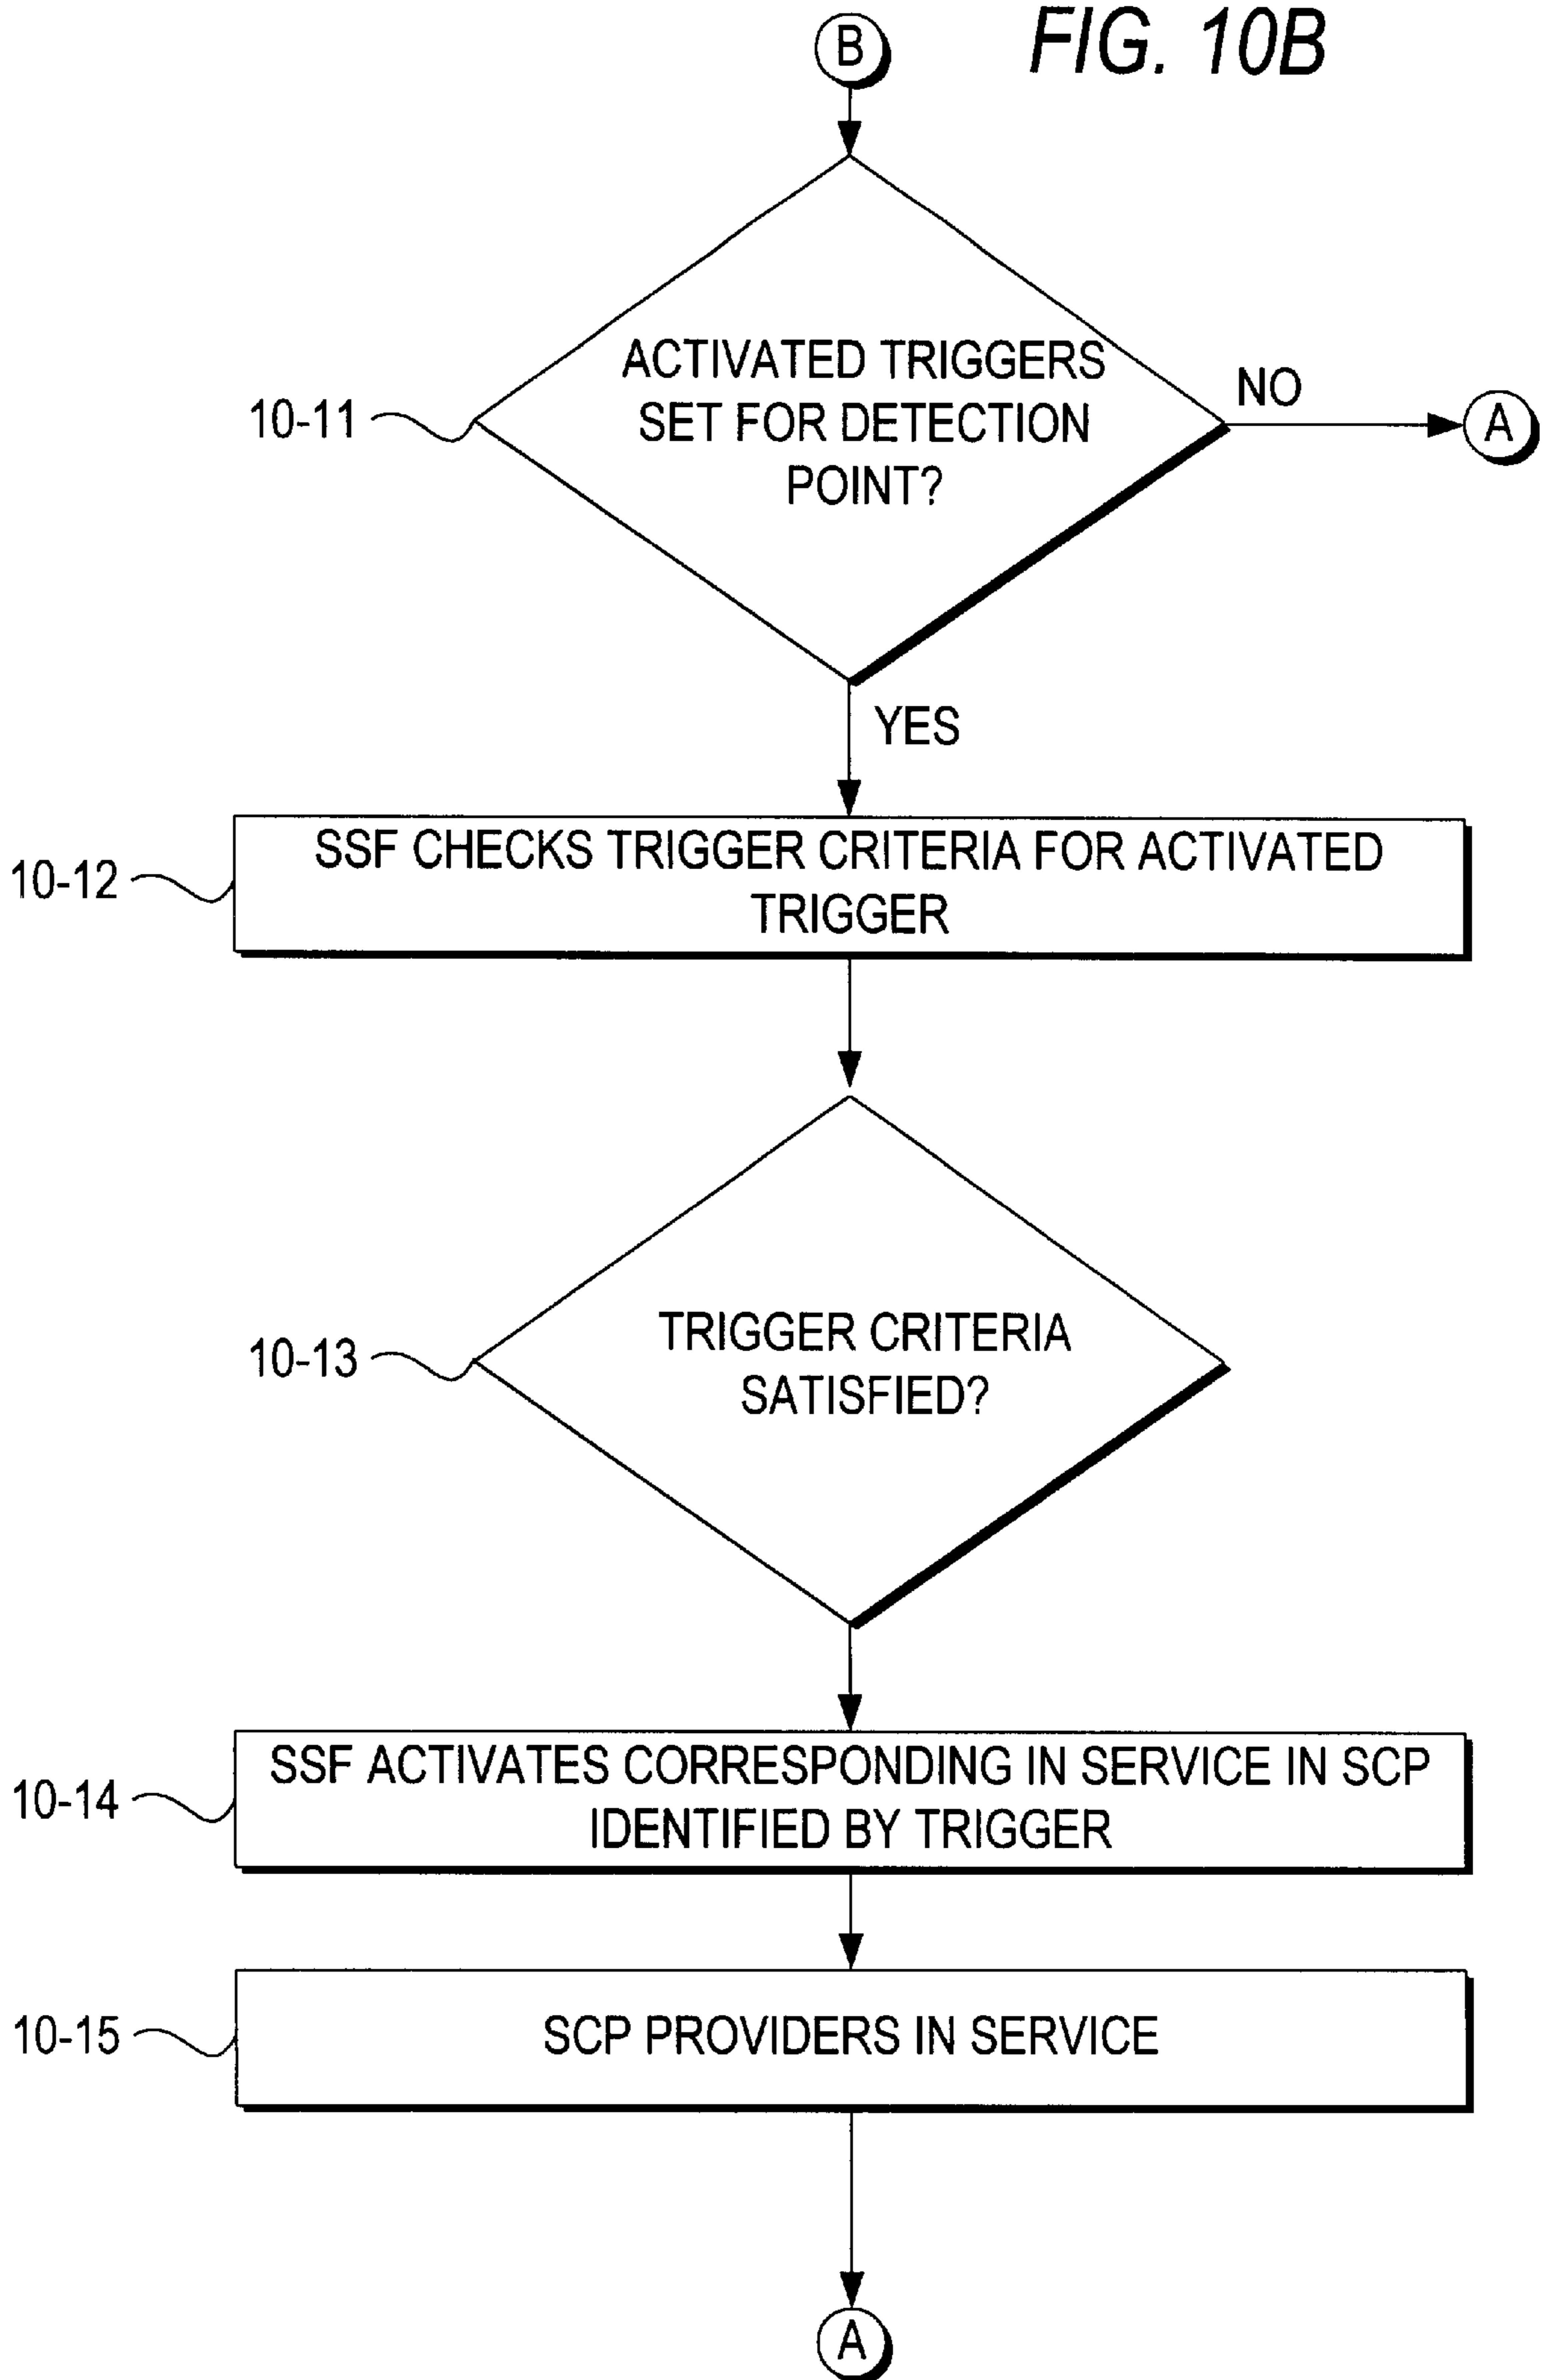 FIG. 10B
B
ACTIVATED TRIGGERS
SET FOR DETECTION
POINT?
10-11
NO
A
YES
SSF CHECKS TRIGGER CRITERIA FOR ACTIVATED
TRIGGER
10-12
TRIGGER CRITERIA
SATISFIED?
10-13
SSF ACTIVATES CORRESPONDING IN SERVICE IN SCP
IDENTIFIED BY TRIGGER
10-14
SCP PROVIDERS IN SERVICE
10-15
A